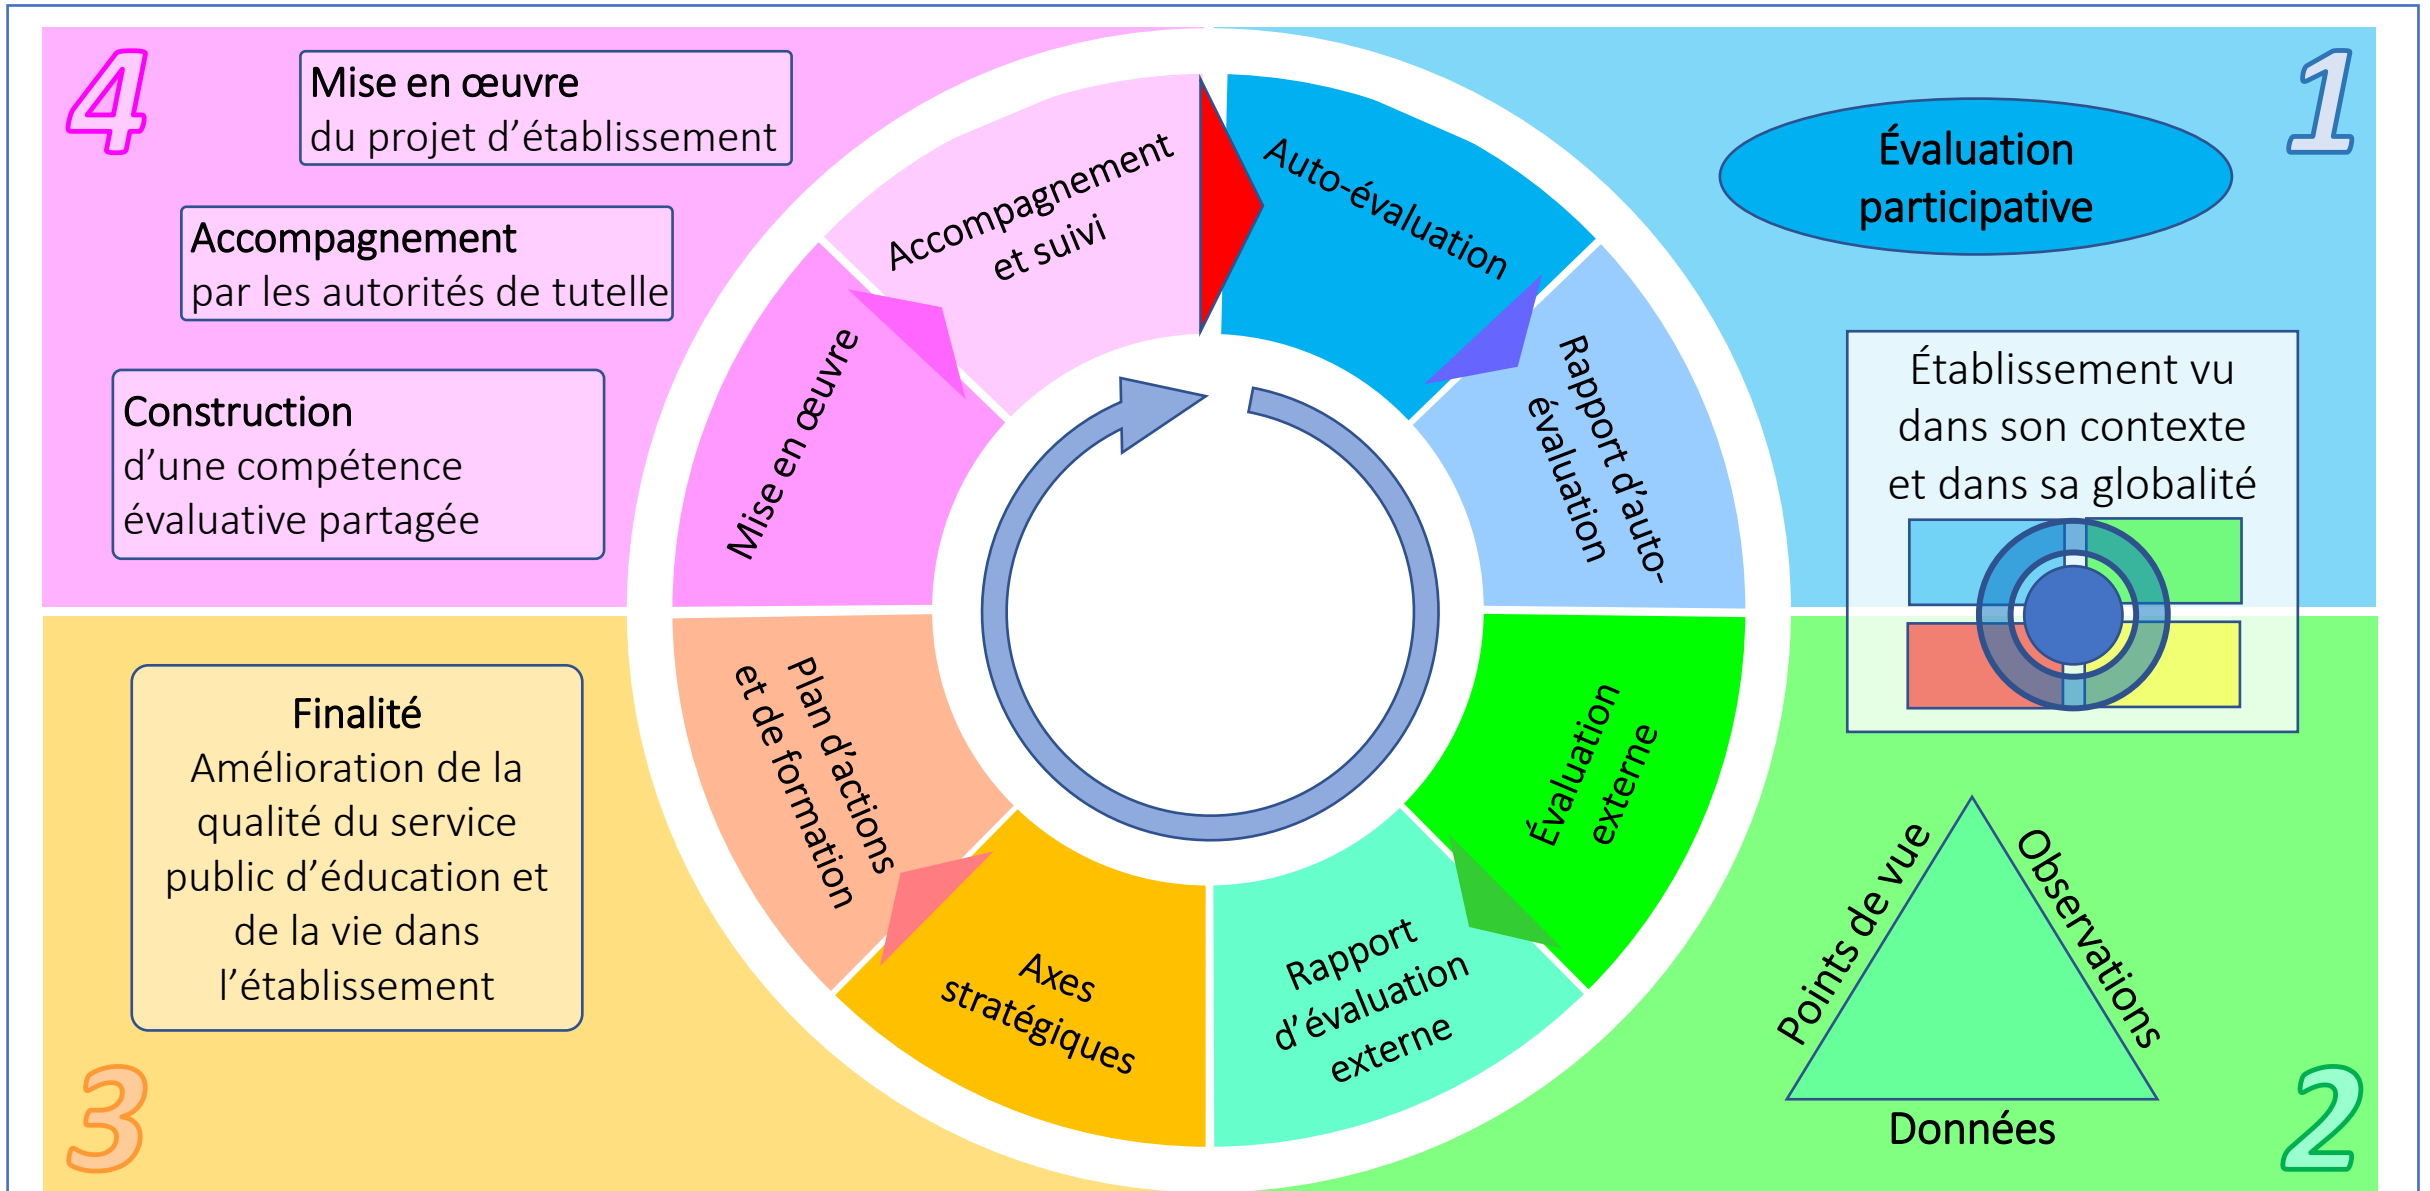 4
Mise en œuvre
du projet d’établissement
Accompagnement
par les autorités de tutelle
Construction
d’une compétence
évaluative partagée
1
Évaluation
participative
Établissement vu
dans son contexte
et dans sa globalité
Auto-évaluation
Rapport d’auto-
évaluation
Évaluation
externe
Rapport
d’évaluation
externe
Axes
stratégiques
Plan d’actions
et de formation
Mise en œuvre
Accompagnement
et suivi
Finalité
Amélioration de la
qualité du service
public d’éducation et
de la vie dans
l’établissement
3
Points de vue
Observations
Données
2